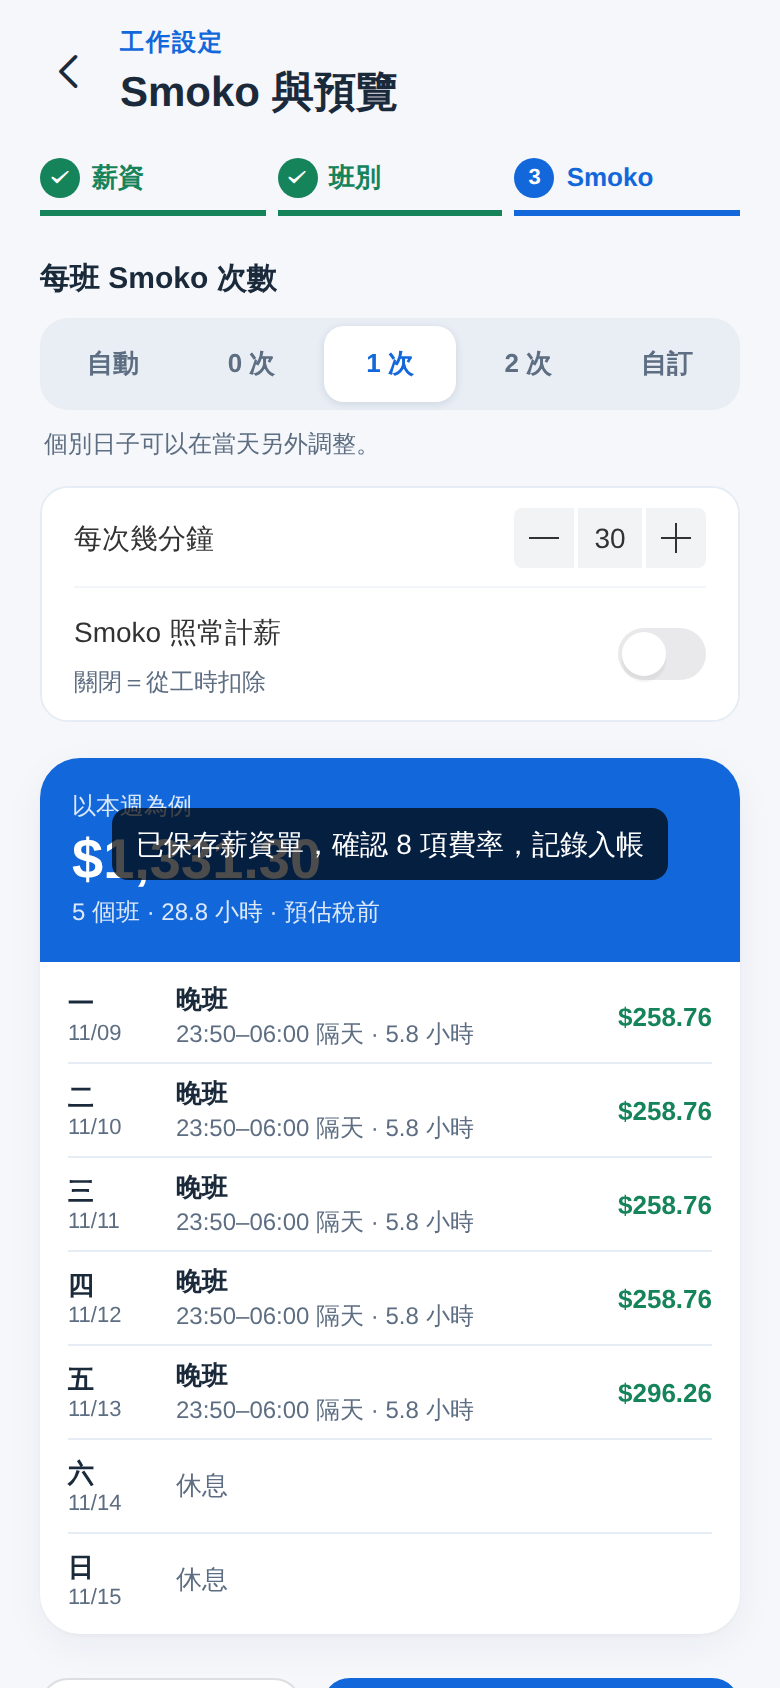 工作設定
Smoko 與預覽
薪資
班別
3 Smoko
每班 Smoko 次數
自動 0 次 1 次 2 次 自訂
個別日子可以在當天另外調整。
每次幾分鐘 30
Smoko 照常計薪
關閉＝從工時扣除
以本週為例
$1,331.30
已保存薪資單，確認 8 項費率，記錄入帳
5 個班 · 28.8 小時 · 預估稅前
一 晚班
11/09 23:50–06:00 隔天 · 5.8 小時 $258.76
二 晚班
11/10 23:50–06:00 隔天 · 5.8 小時 $258.76
三 晚班
11/11 23:50–06:00 隔天 · 5.8 小時 $258.76
四 晚班
11/12 23:50–06:00 隔天 · 5.8 小時 $258.76
五 晚班
11/13 23:50–06:00 隔天 · 5.8 小時 $296.26
六 休息
11/14
日 休息
11/15